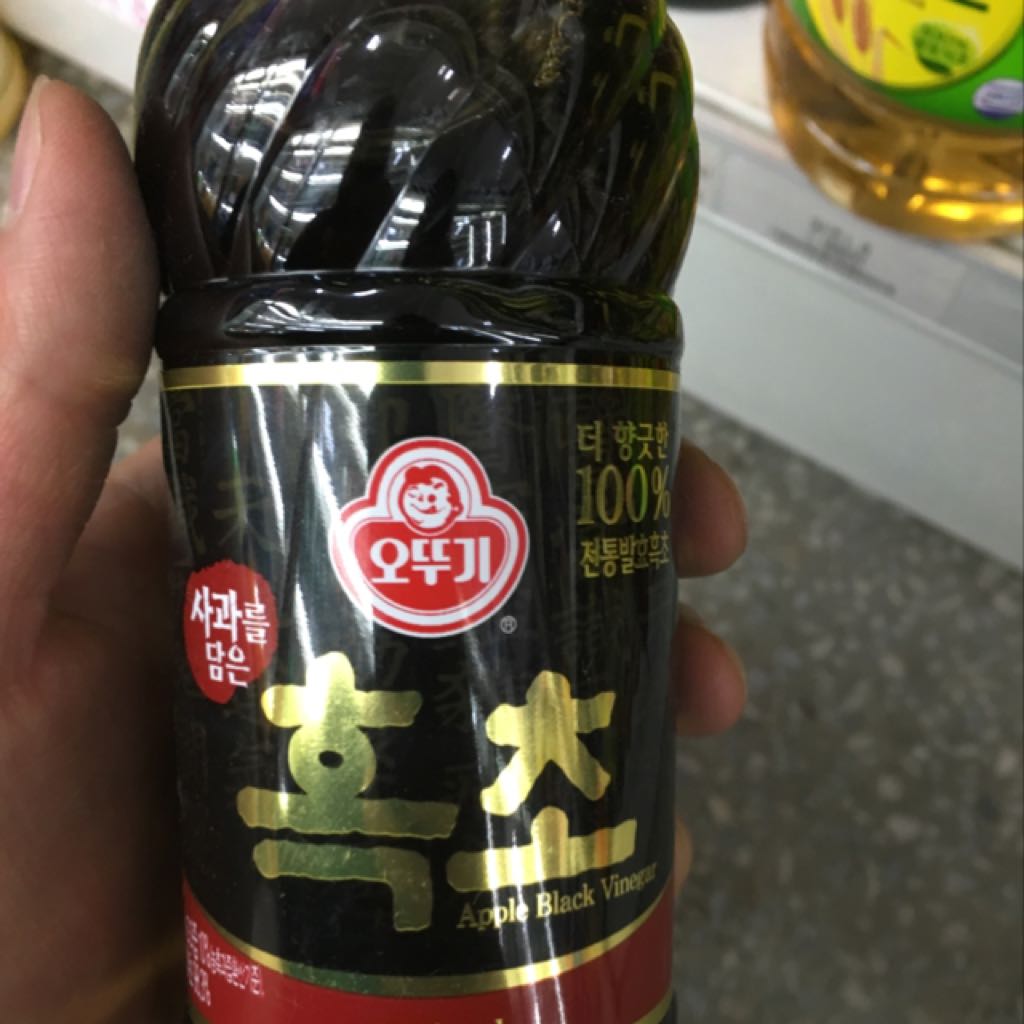 더 향긋한
100%
전통발효흑초
오뚜기
®
사과를
담은
흑초
Apple Black Vinegar